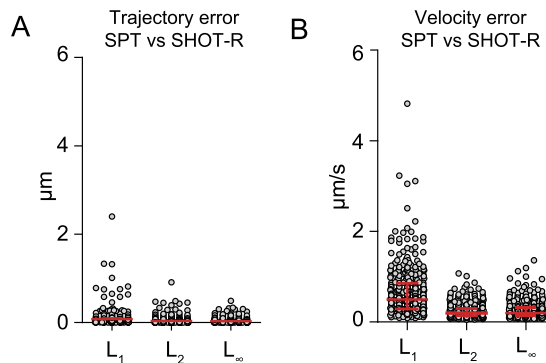 A
Trajectory error
SPT vs SHOT-R
μm
6
4
2
0
L₁ L₂ L∞
B
Velocity error
SPT vs SHOT-R
μm/s
6
4
2
0
L₁ L₂ L∞